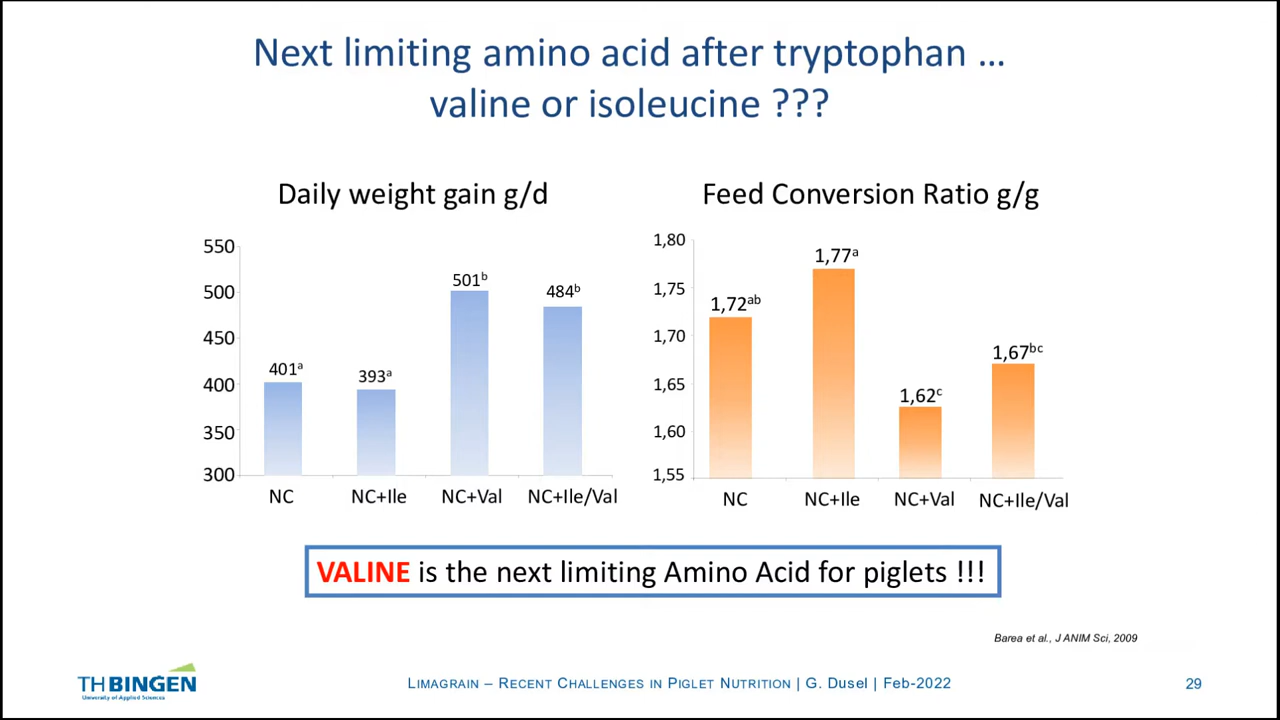 Next limiting amino acid after tryptophan …
valine or isoleucine ???
Daily weight gain g/d
550
500
450
400
350
300
401ᵃ
393ᵃ
501ᵇ
484ᵇ
NC
NC+Ile
NC+Val
NC+Ile/Val
Feed Conversion Ratio g/g
1,80
1,75
1,70
1,65
1,60
1,55
1,72ᵃᵇ
1,77ᵃ
1,62ᶜ
1,67ᵇᶜ
NC
NC+Ile
NC+Val
NC+Ile/Val
VALINE is the next limiting Amino Acid for piglets !!!
Barea et al., J ANIM Sci, 2009
TH BINGEN
University of Applied Sciences
LIMAGRAIN – RECENT CHALLENGES IN PIGLET NUTRITION | G. Dusel | Feb-2022
29